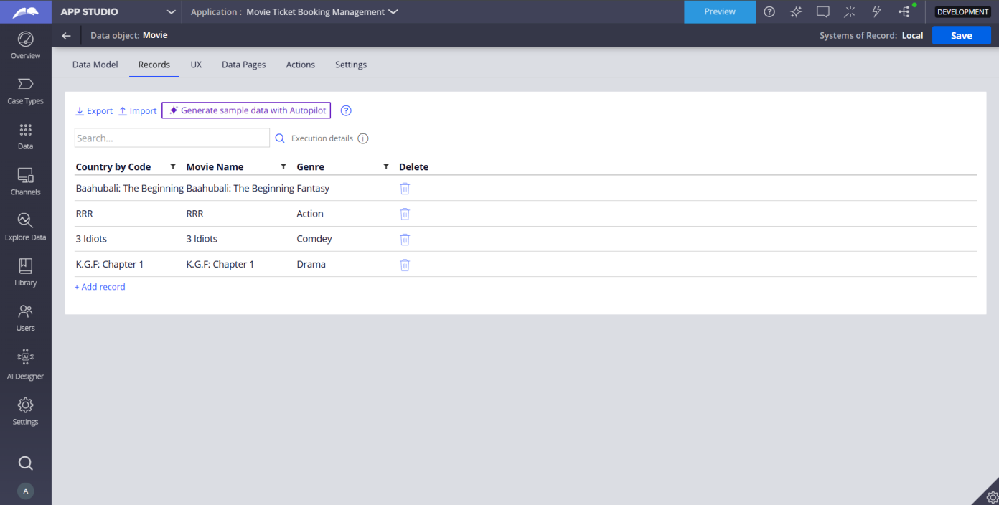 APP STUDIO Application : Movie Ticket Booking Management Preview DEVELOPMENT
Data object: Movie Systems of Record: Local Save
Overview
Case Types
Data
Channels
Explore Data
Library
Users
AI
AI Designer
Settings
A
Data Model Records UX Data Pages Actions Settings
Export Import Generate sample data with Autopilot
Search... Execution details
Country by Code Movie Name Genre Delete
Baahubali: The Beginning Baahubali: The Beginning Fantasy
RRR RRR Action
3 Idiots 3 Idiots Comdey
K.G.F: Chapter 1 K.G.F: Chapter 1 Drama
+ Add record